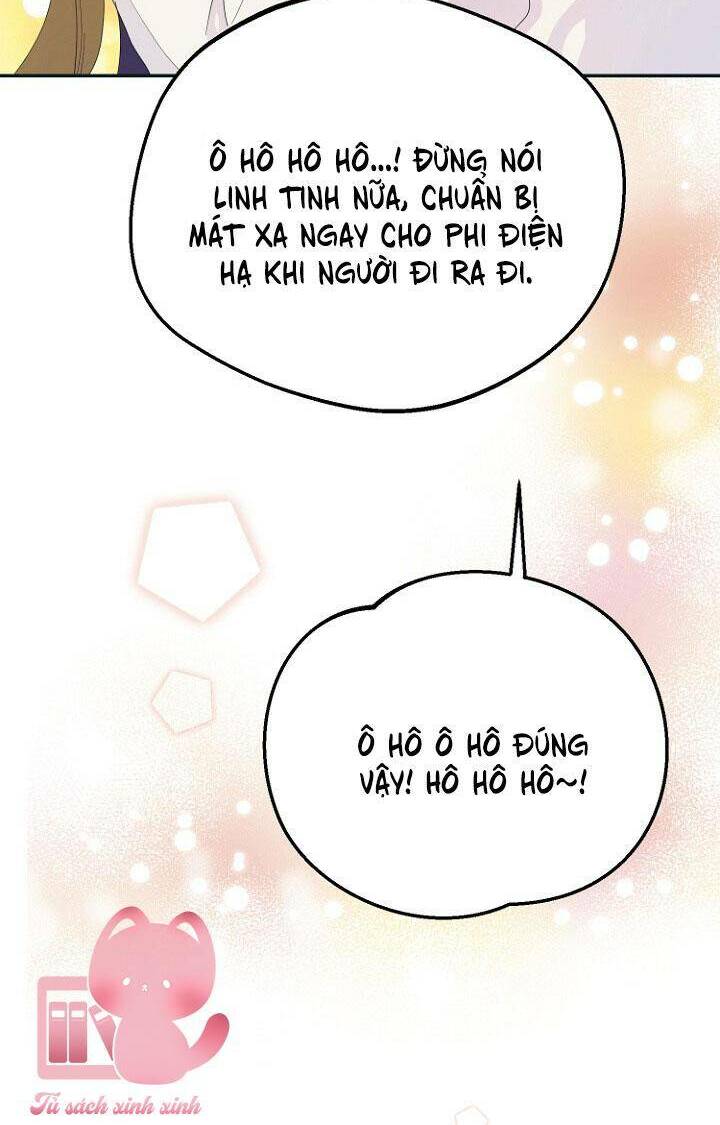 Ô HÔ HÔ HÔ...! ĐỪNG NÓI
LINH TINH NỮA, CHUẨN BỊ
MÁT XA NGAY CHO PHI ĐIỆN
HẠ KHI NGƯỜI ĐI RA ĐI.
Ô HÔ Ô HÔ ĐÚNG
VẬY! HÔ HÔ HÔ~!
Tủ sách xinh xinh